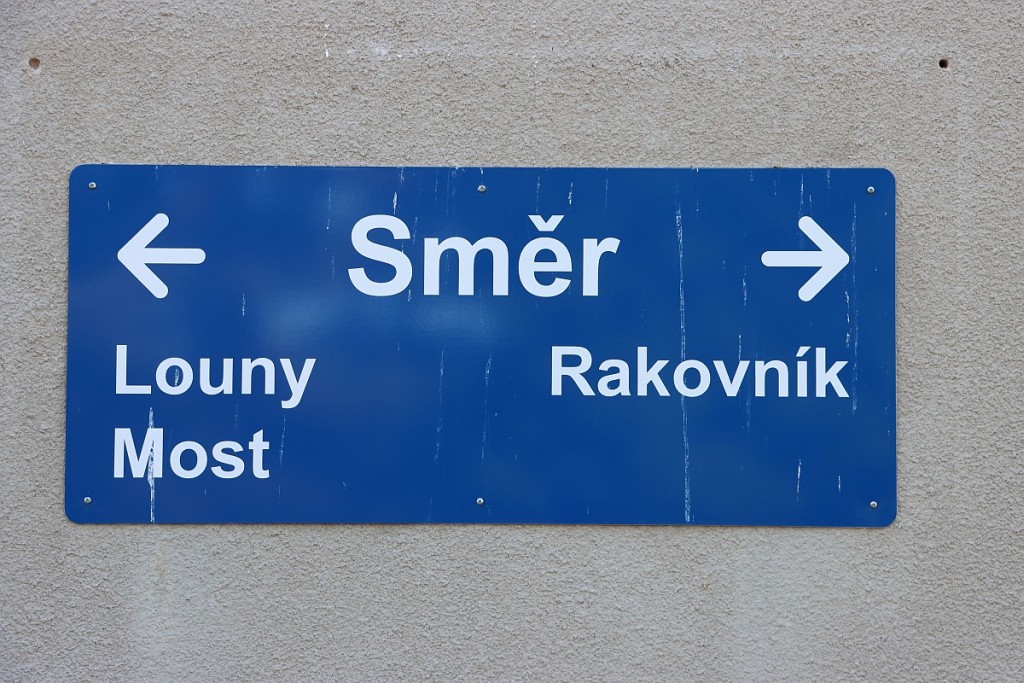 ← Směr →
Louny Rakovník
Most